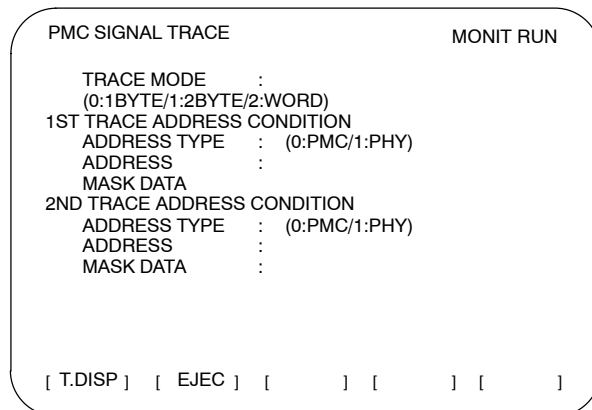 PMC SIGNAL TRACE MONIT RUN
TRACE MODE :
(0:1BYTE/1:2BYTE/2:WORD)
1ST TRACE ADDRESS CONDITION
ADDRESS TYPE : (0:PMC/1:PHY)
ADDRESS :
MASK DATA
2ND TRACE ADDRESS CONDITION
ADDRESS TYPE : (0:PMC/1:PHY)
ADDRESS :
MASK DATA :
[ T.DISP ] [ EJEC ] [ ] [ ] [ ]